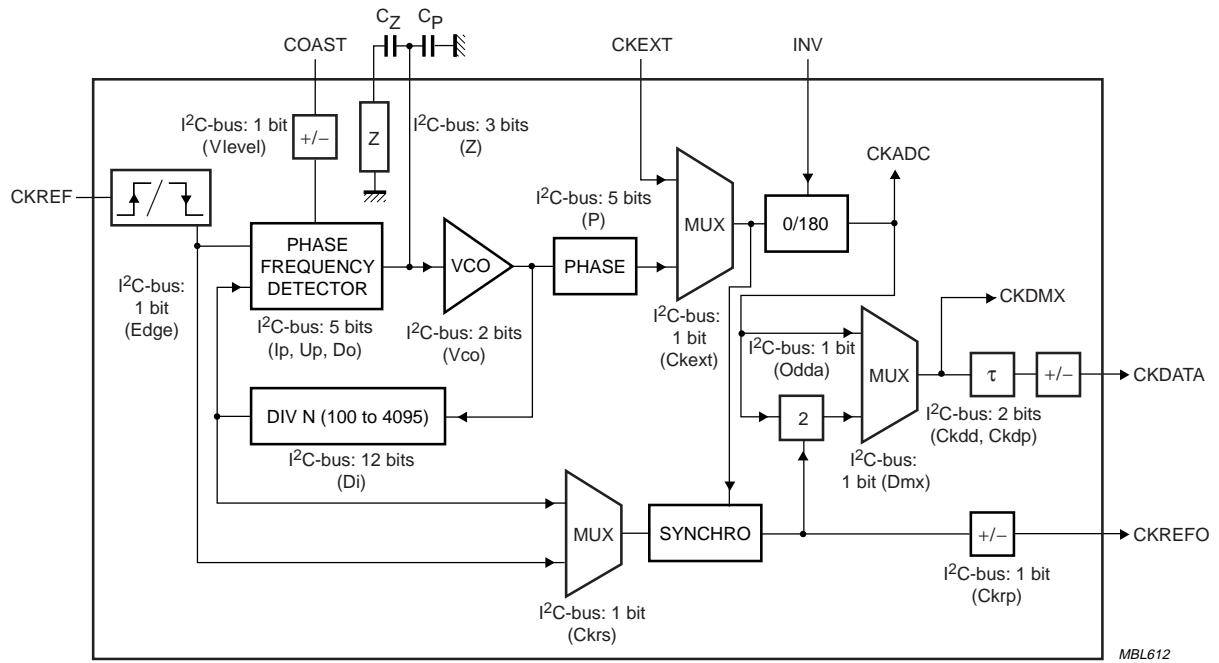 C_Z
C_P
COAST
CKEXT
INV
I²C-bus: 1 bit
(Vlevel)
+/−
Z
I²C-bus: 3 bits
(Z)
CKREF
/
CKADC
I²C-bus: 5 bits
(P)
MUX
0/180
PHASE
FREQUENCY
DETECTOR
VCO
PHASE
I²C-bus:
1 bit
(Edge)
I²C-bus: 5 bits
(Ip, Up, Do)
I²C-bus: 2 bits
(Vco)
I²C-bus:
1 bit
(Ckext)
CKDMX
I²C-bus: 1 bit
(Odda)
MUX
τ
+/−
CKDATA
DIV N (100 to 4095)
2
I²C-bus: 2 bits
(Ckdd, Ckdp)
I²C-bus: 12 bits
(Di)
I²C-bus:
1 bit (Dmx)
MUX
SYNCHRO
+/−
CKREFO
I²C-bus: 1 bit
(Ckrp)
I²C-bus: 1 bit
(Ckrs)
MBL612